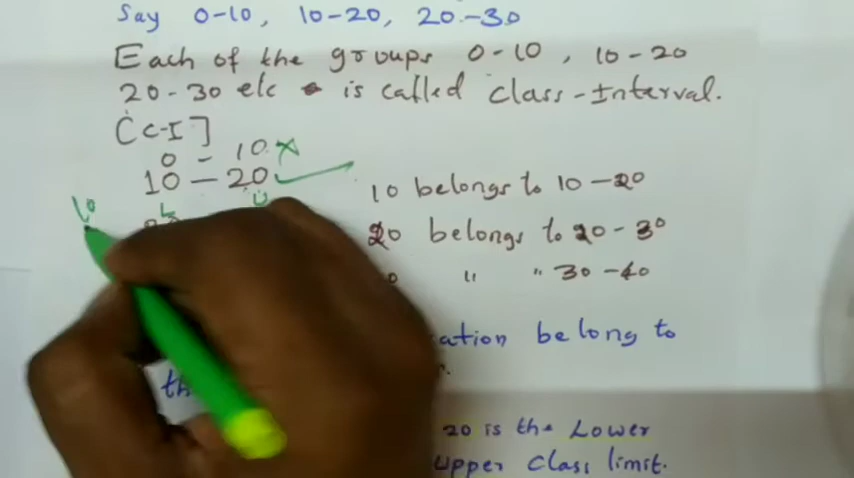 Say 0-10, 10-20, 20-30
Each of the groups 0-10, 10-20
20-30 etc is called class-Interval.
[C-I]
0 - 10 ×
10 - 20 ✓
10
L U
10 belongs to 10-20
20 belongs to 20-30
" " 30-40
belong to
20 is the Lower
upper class limit.